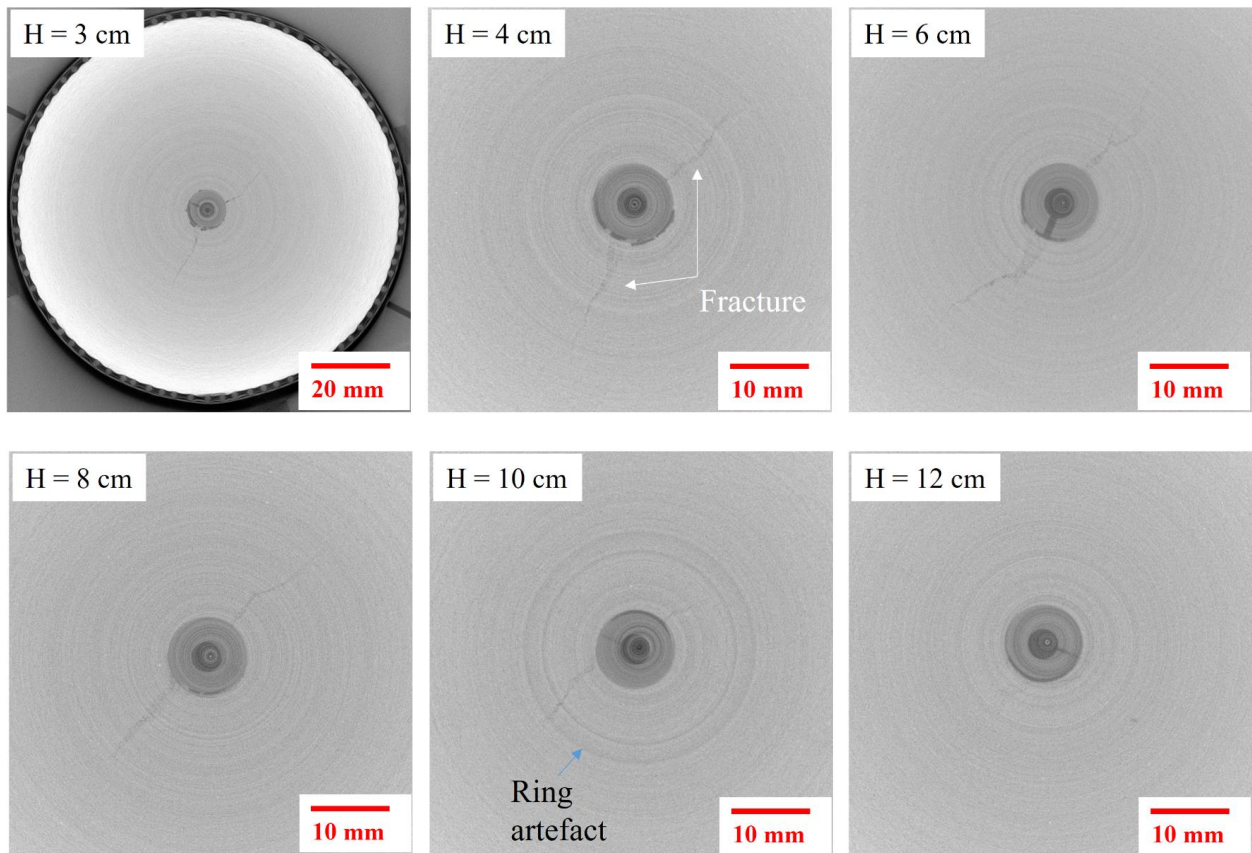 H = 3 cm
20 mm
H = 4 cm
Fracture
10 mm
H = 6 cm
10 mm
H = 8 cm
10 mm
H = 10 cm
Ring
artefact
10 mm
H = 12 cm
10 mm